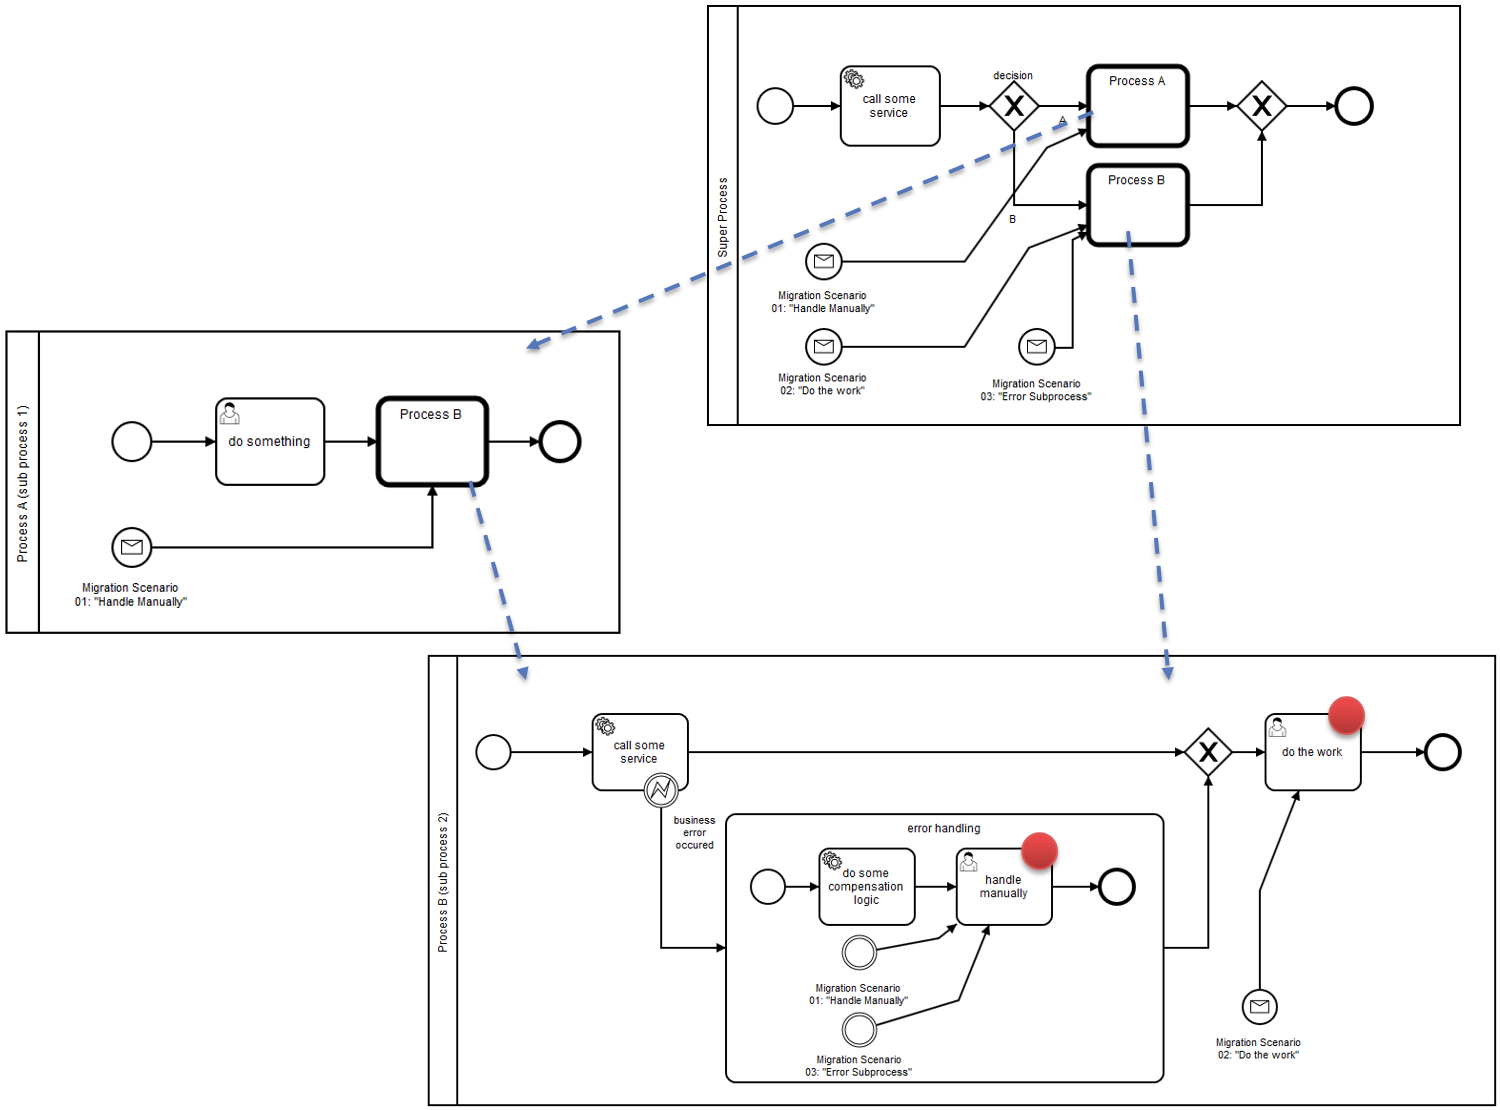 Super Process
decision
Process A
call some
service
A
Process B
B
Migration Scenario
01: "Handle Manually"
Migration Scenario
02: "Do the work"
Migration Scenario
03: "Error Subprocess"
Process A (sub process 1)
Process B
do something
Migration Scenario
01: "Handle Manually"
Process B (sub process 2)
call some
service
do the work
business
error
occured
error handling
do some
compensation
logic
handle
manually
Migration Scenario
01: "Handle Manually"
Migration Scenario
03: "Error Subprocess"
Migration Scenario
02: "Do the work"